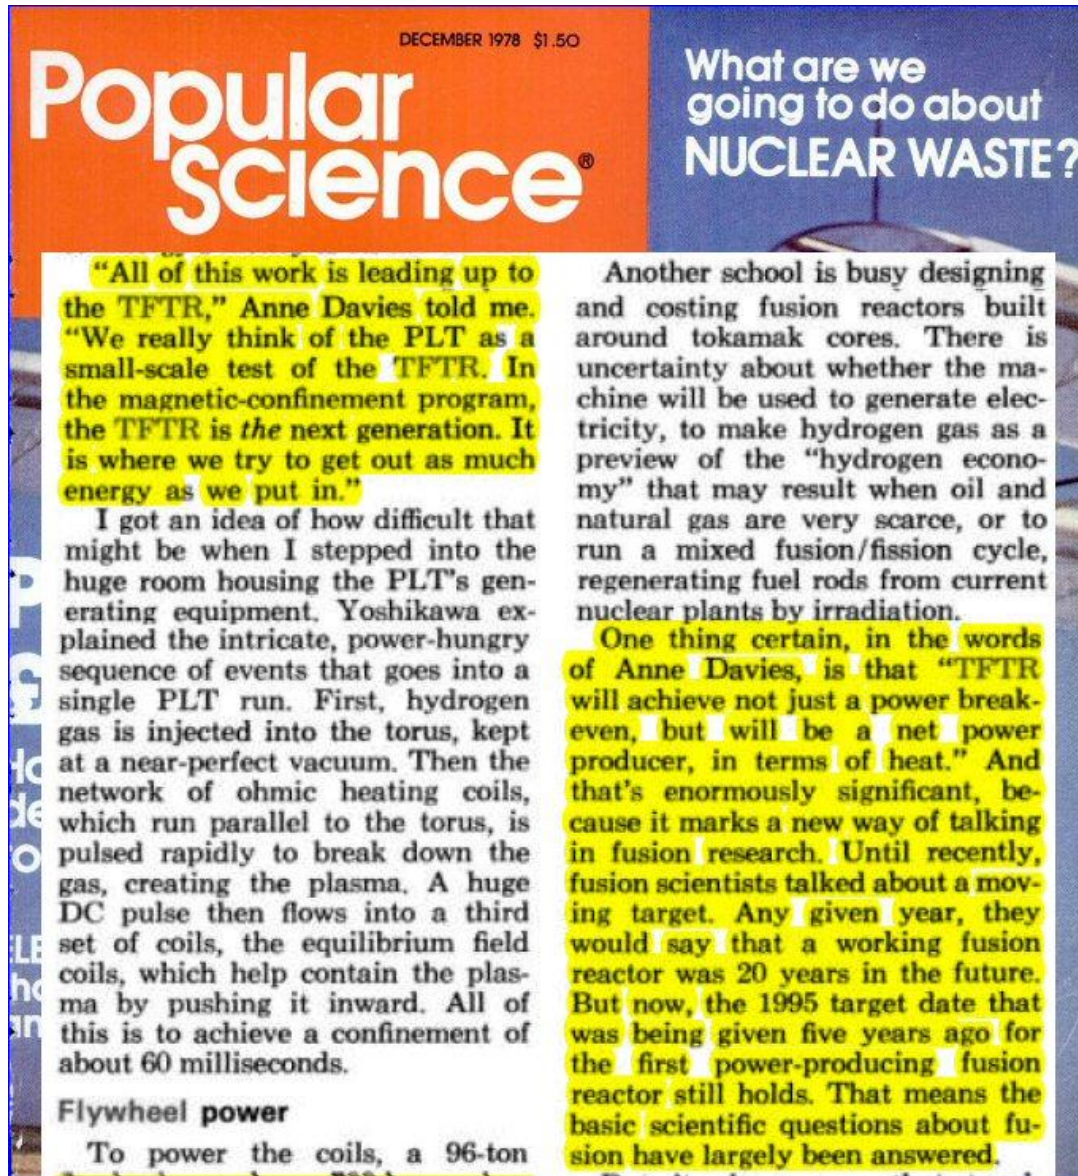 DECEMBER 1978 $1.50
Popular
Science®
What are we
going to do about
NUCLEAR WASTE?
“All of this work is leading up to
the TFTR,” Anne Davies told me.
“We really think of the PLT as a
small-scale test of the TFTR. In
the magnetic-confinement program,
the TFTR is the next generation. It
is where we try to get out as much
energy as we put in.”
I got an idea of how difficult that
might be when I stepped into the
huge room housing the PLT's gen-
erating equipment. Yoshikawa ex-
plained the intricate, power-hungry
sequence of events that goes into a
single PLT run. First, hydrogen
gas is injected into the torus, kept
at a near-perfect vacuum. Then the
network of ohmic heating coils,
which run parallel to the torus, is
pulsed rapidly to break down the
gas, creating the plasma. A huge
DC pulse then flows into a third
set of coils, the equilibrium field
coils, which help contain the plas-
ma by pushing it inward. All of
this is to achieve a confinement of
about 60 milliseconds.
Flywheel power
To power the coils, a 96-ton
Another school is busy designing
and costing fusion reactors built
around tokamak cores. There is
uncertainty about whether the ma-
chine will be used to generate elec-
tricity, to make hydrogen gas as a
preview of the “hydrogen econo-
my” that may result when oil and
natural gas are very scarce, or to
run a mixed fusion/fission cycle,
regenerating fuel rods from current
nuclear plants by irradiation.
One thing certain, in the words
of Anne Davies, is that “TFTR
will achieve not just a power break-
even, but will be a net power
producer, in terms of heat.” And
that's enormously significant, be-
cause it marks a new way of talking
in fusion research. Until recently,
fusion scientists talked about a mov-
ing target. Any given year, they
would say that a working fusion
reactor was 20 years in the future.
But now, the 1995 target date that
was being given five years ago for
the first power-producing fusion
reactor still holds. That means the
basic scientific questions about fu-
sion have largely been answered.